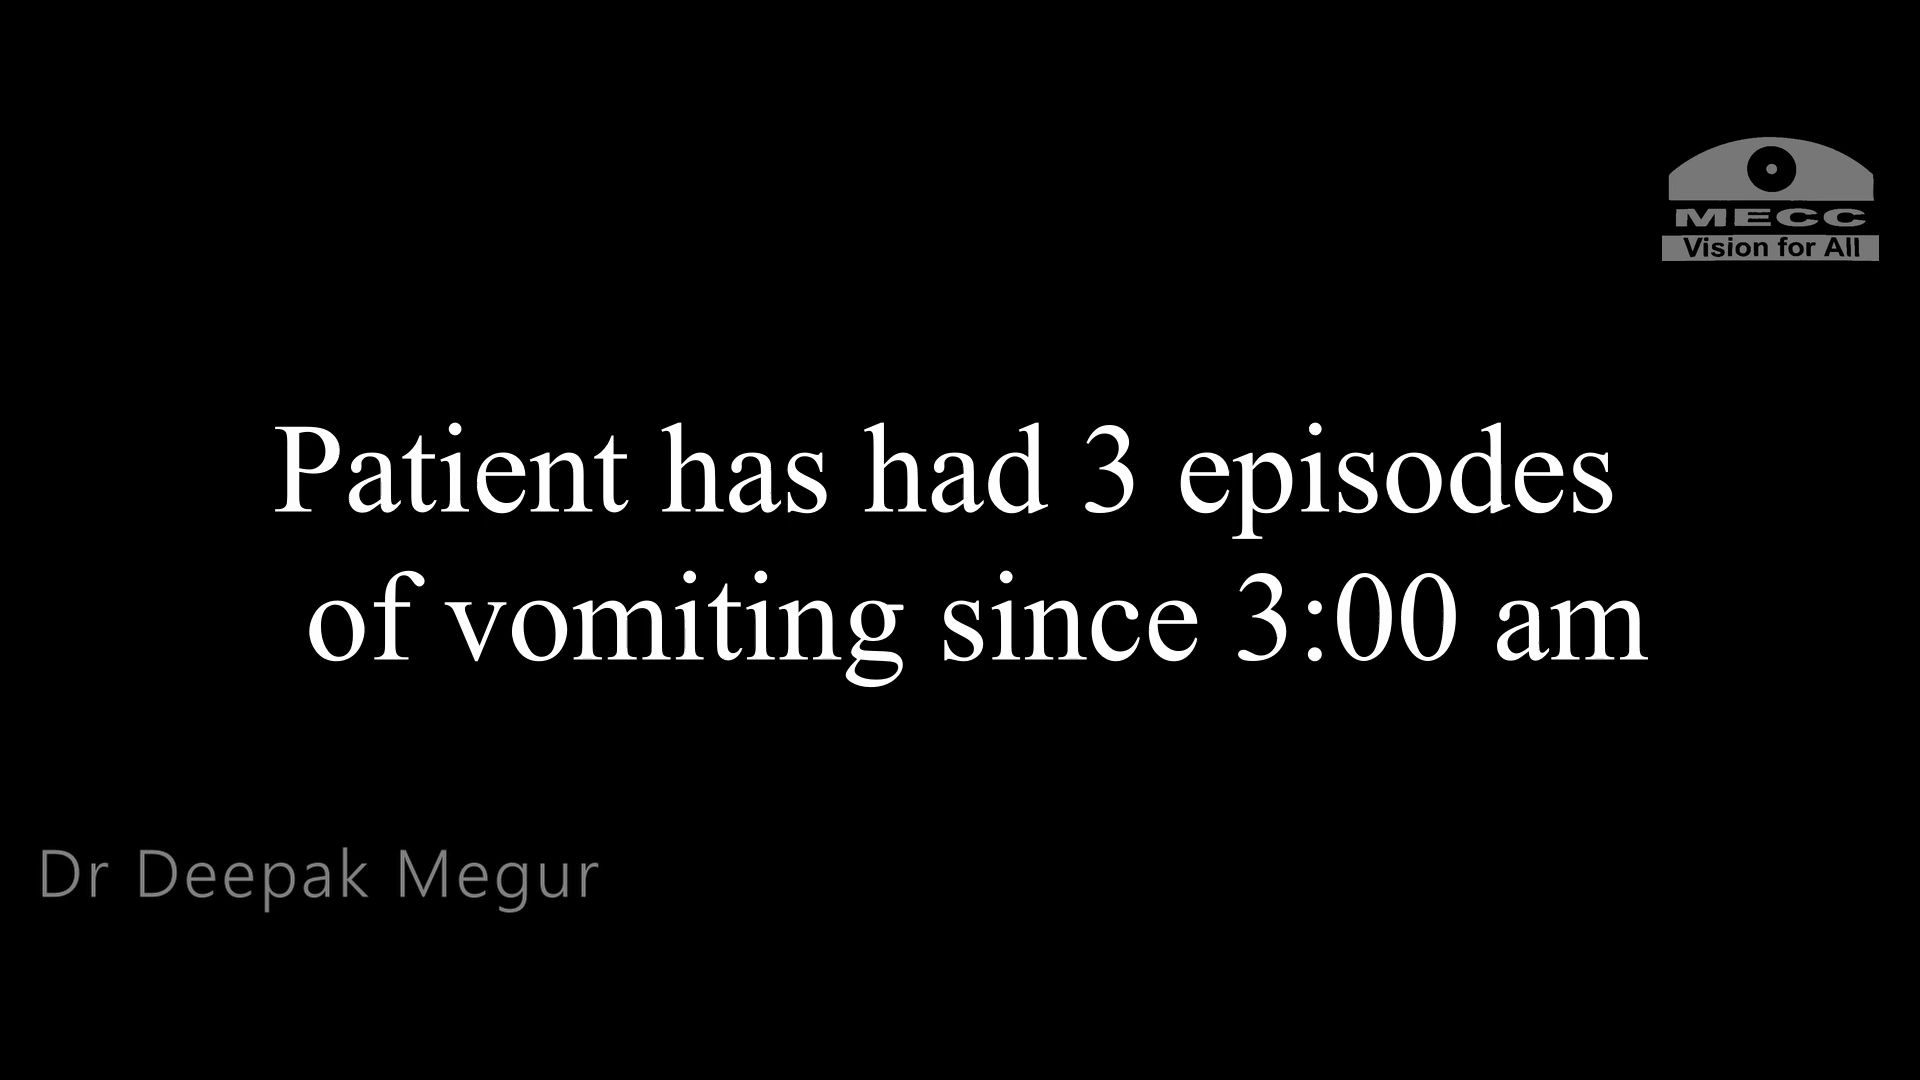 MECC
Vision for All
Patient has had 3 episodes
of vomiting since 3:00 am
Dr Deepak Megur